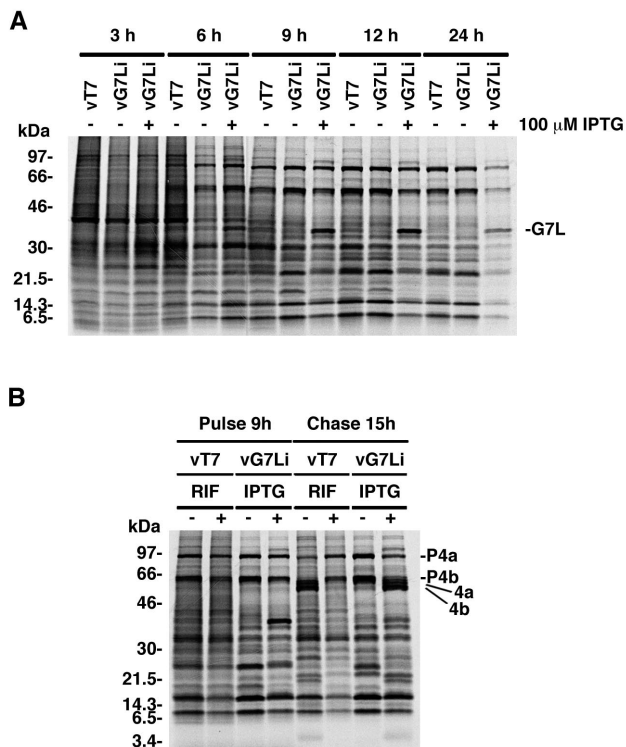 A
3 h 6 h 9 h 12 h 24 h
vT7 vG7Li vG7Li vT7 vG7Li vG7Li vT7 vG7Li vG7Li vT7 vG7Li vG7Li vT7 vG7Li vG7Li
- - + - - + - - + - - + - - + 100 μM IPTG
kDa
97-
66-
46-
-G7L
30-
21.5-
14.3-
6.5-
B
Pulse 9h Chase 15h
vT7 vG7Li vT7 vG7Li
RIF IPTG RIF IPTG
- + - + - + - +
kDa
97- -P4a
66- -P4b
4a
46- 4b
30-
21.5-
14.3-
6.5-
3.4-